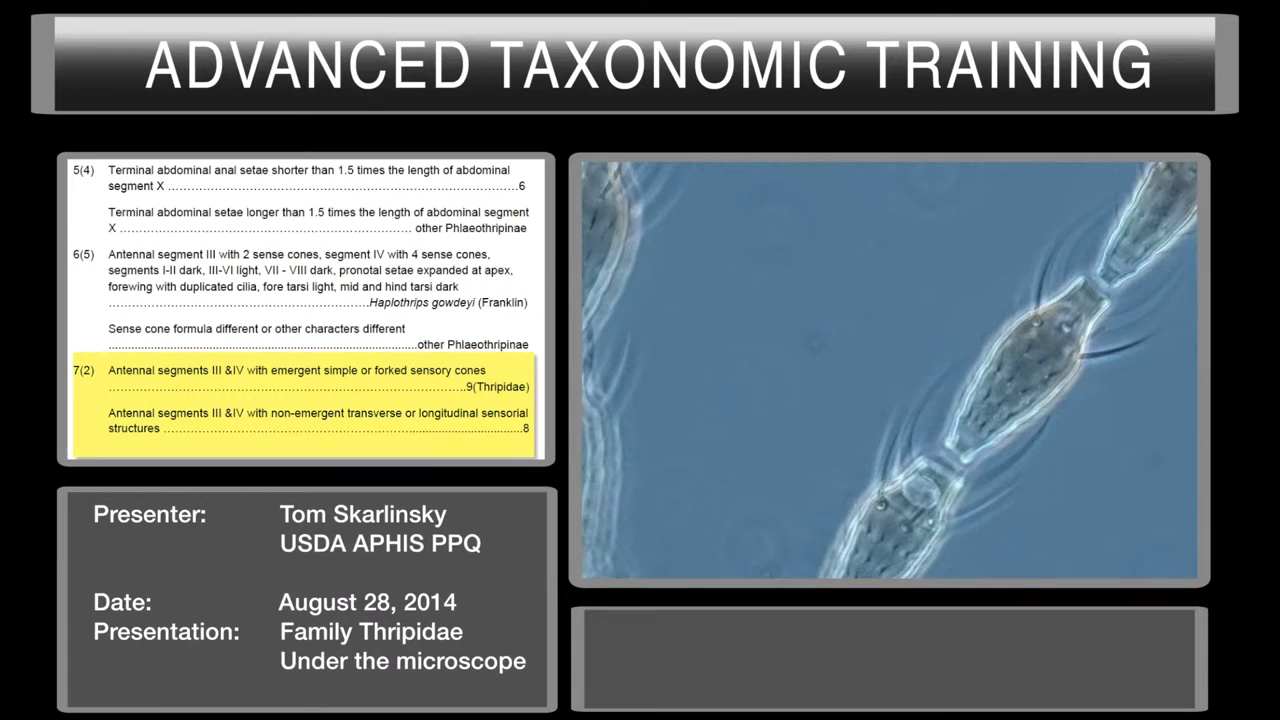 ADVANCED TAXONOMIC TRAINING
5(4) Terminal abdominal anal setae shorter than 1.5 times the length of abdominal
segment X ..........................................................................................6
Terminal abdominal setae longer than 1.5 times the length of abdominal segment
X ........................................................................... other Phlaeothripinae
6(5) Antennal segment III with 2 sense cones, segment IV with 4 sense cones,
segments I-II dark, III-VI light, VII - VIII dark, pronotal setae expanded at apex,
forewing with duplicated cilia, fore tarsi light, mid and hind tarsi dark
..................................................................Haplothrips gowdeyi (Franklin)
Sense cone formula different or other characters different
................................................................................other Phlaeothripinae
7(2) Antennal segments III &IV with emergent simple or forked sensory cones
..........................................................................................9(Thripidae)
Antennal segments III &IV with non-emergent transverse or longitudinal sensorial
structures ..........................................................................................8
Presenter: Tom Skarlinsky
USDA APHIS PPQ
Date: August 28, 2014
Presentation: Family Thripidae
Under the microscope